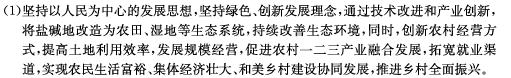 (1)坚持以人民为中心的发展思想,坚持绿色、创新发展理念,通过技术改进和产业创新,
将盐碱地改造为农田、湿地等生态系统,持续改善生态环境,同时,创新农村经营方
式,提高土地利用效率,发展规模经营,促进农村一二三产业融合发展,拓宽就业渠
道,实现农民生活富裕、集体经济壮大、和美乡村建设协同发展,推进乡村全面振兴。